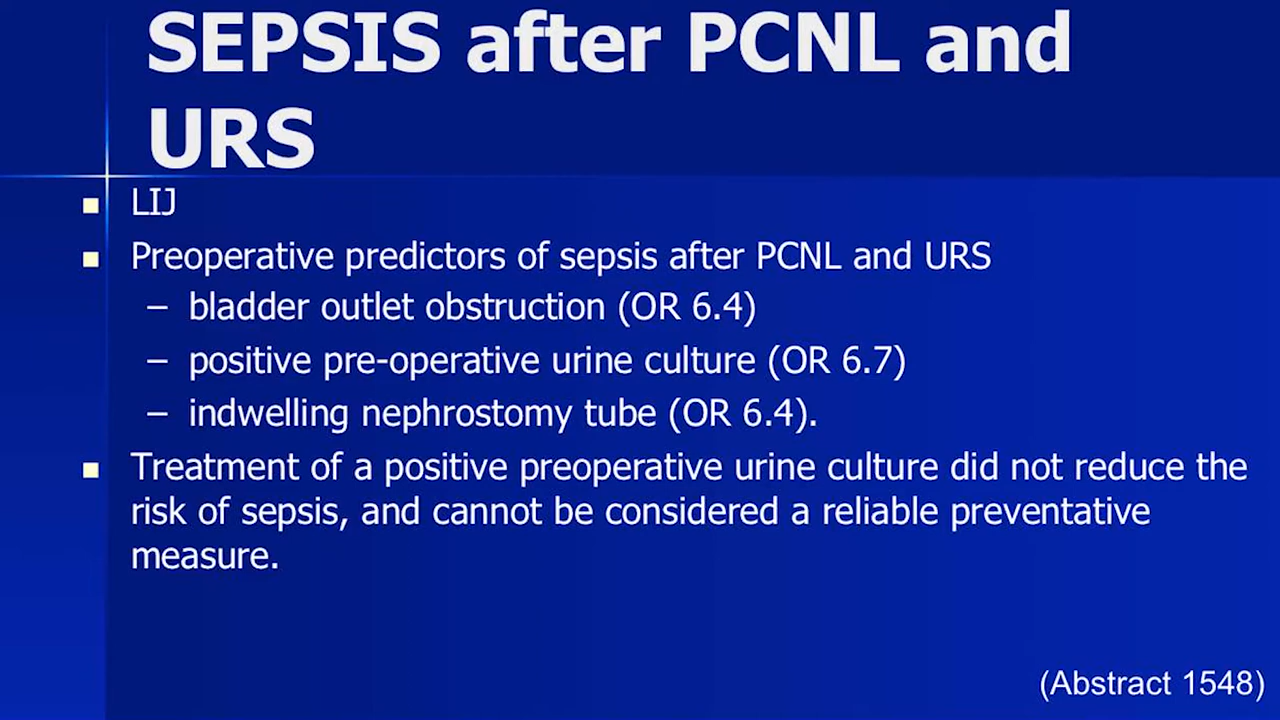 SEPSIS after PCNL and
URS
LIJ
Preoperative predictors of sepsis after PCNL and URS
– bladder outlet obstruction (OR 6.4)
– positive pre-operative urine culture (OR 6.7)
– indwelling nephrostomy tube (OR 6.4).
Treatment of a positive preoperative urine culture did not reduce the
risk of sepsis, and cannot be considered a reliable preventative
measure.
(Abstract 1548)